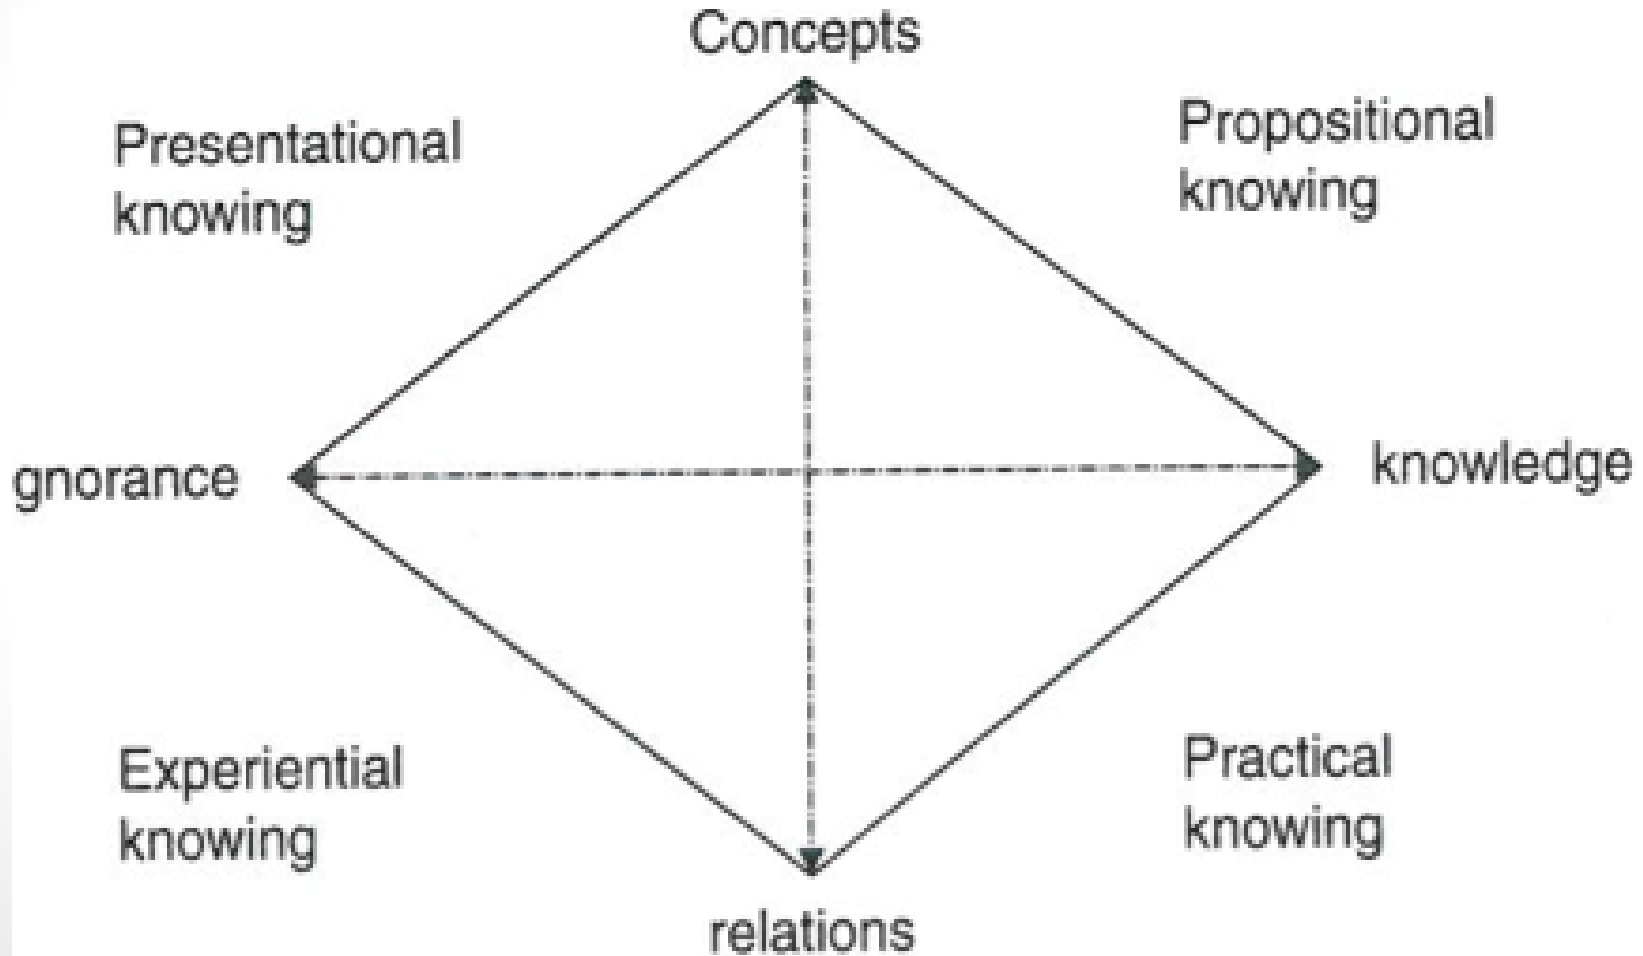 Concepts
Presentational
knowing
Propositional
knowing
gnorance
knowledge
Experiential
knowing
Practical
knowing
relations